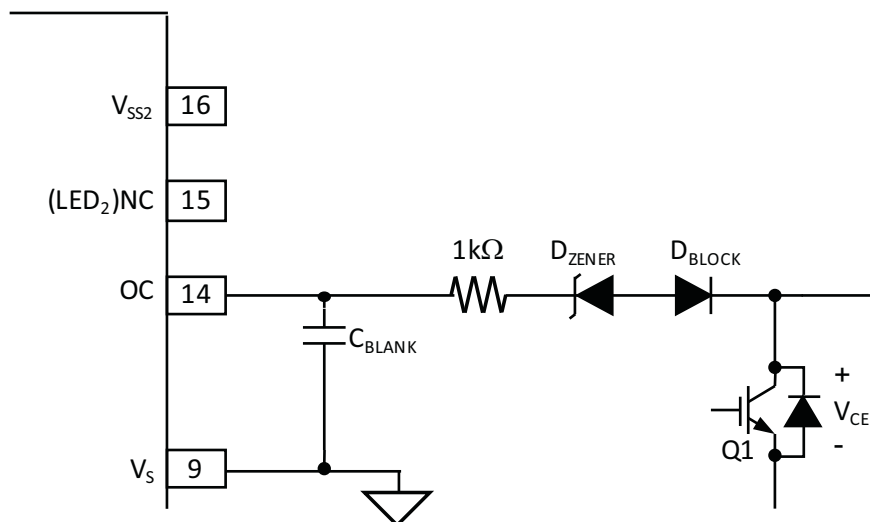 V_SS2 16
(LED_2)NC 15
OC 14
1kΩ D_ZENER D_BLOCK
C_BLANK
+
V_CE
-
Q1
V_S 9